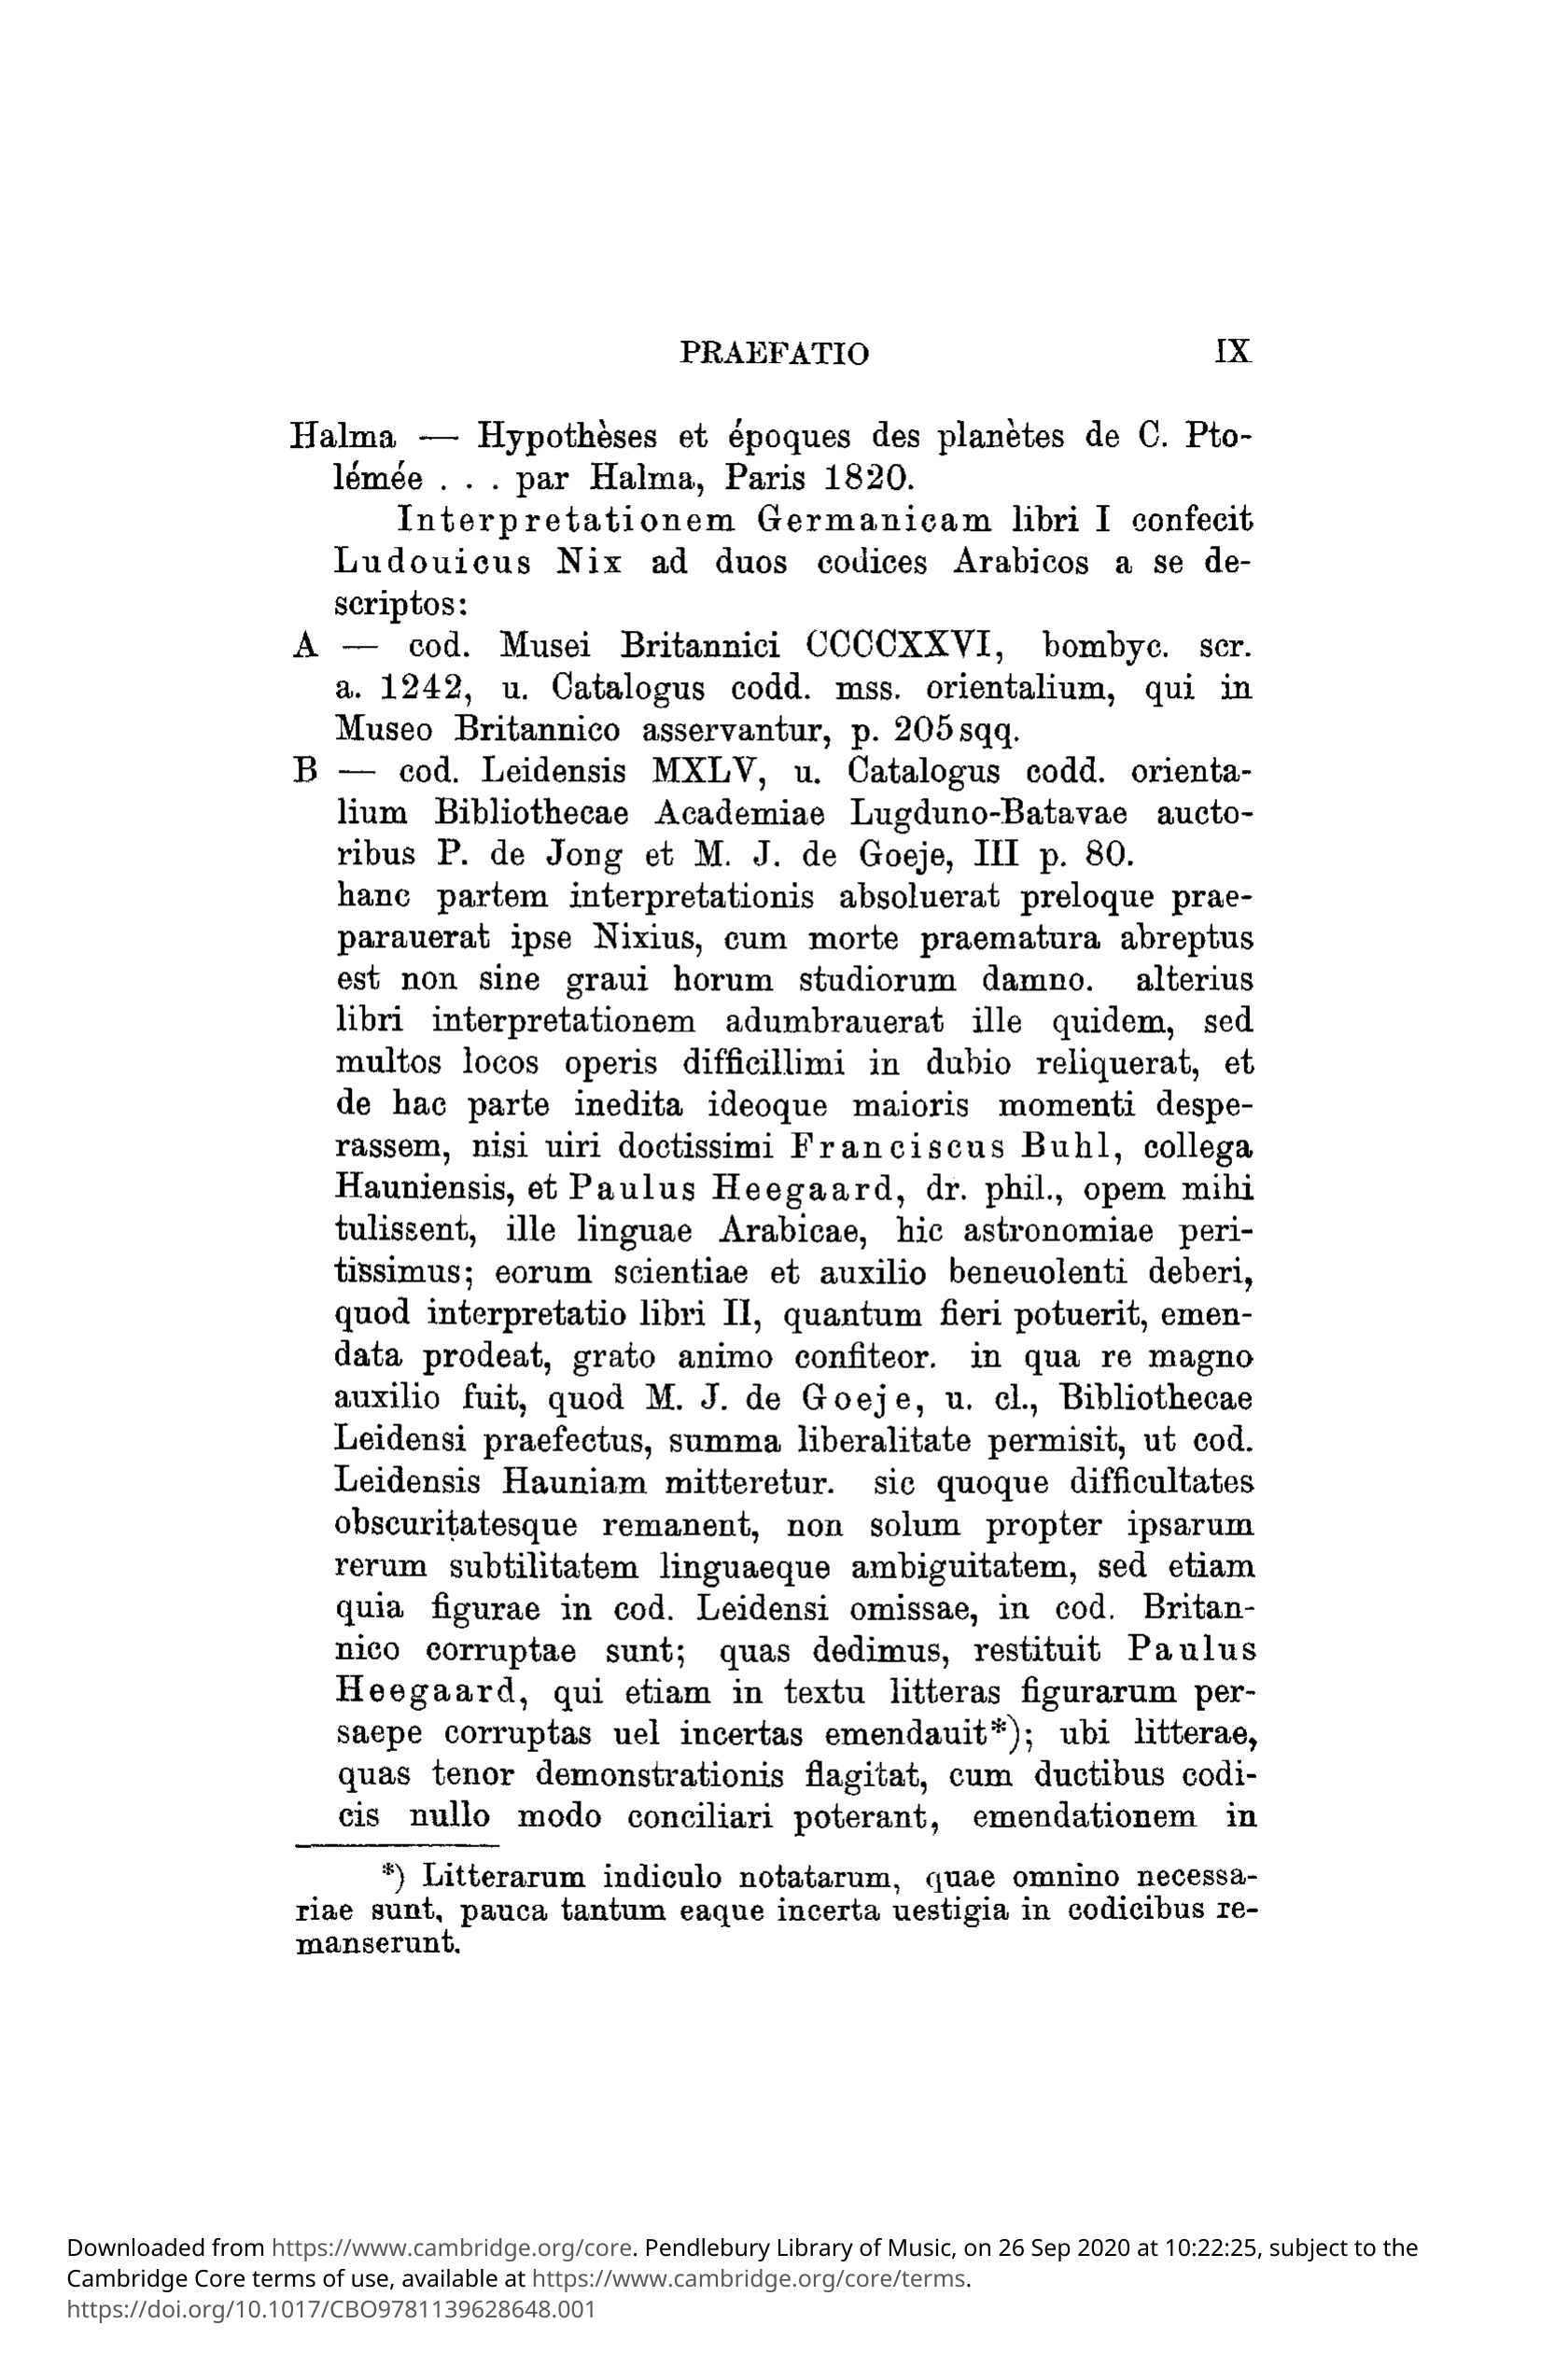 PRAEFATIO IX
Halma — Hypothèses et époques des planètes de C. Pto-
lémée . . . par Halma, Paris 1820.
Interpretationem Germanicam libri I confecit
Ludouicus Nix ad duos codices Arabicos a se de-
scriptos:
A — cod. Musei Britannici CCCCXXVI, bombyc. scr.
a. 1242, u. Catalogus codd. mss. orientalium, qui in
Museo Britannico asservantur, p. 205 sqq.
B — cod. Leidensis MXLV, u. Catalogus codd. orienta-
lium Bibliothecae Academiae Lugduno-Batavae aucto-
ribus P. de Jong et M. J. de Goeje, III p. 80.
hanc partem interpretationis absoluerat preloque prae-
parauerat ipse Nixius, cum morte praematura abreptus
est non sine graui horum studiorum damno. alterius
libri interpretationem adumbrauerat ille quidem, sed
multos locos operis difficillimi in dubio reliquerat, et
de hac parte inedita ideoque maioris momenti despe-
rassem, nisi uiri doctissimi Franciscus Buhl, collega
Hauniensis, et Paulus Heegaard, dr. phil., opem mihi
tulissent, ille linguae Arabicae, hic astronomiae peri-
tissimus; eorum scientiae et auxilio beneuolenti deberi,
quod interpretatio libri II, quantum fieri potuerit, emen-
data prodeat, grato animo confiteor. in qua re magno
auxilio fuit, quod M. J. de Goeje, u. cl., Bibliothecae
Leidensi praefectus, summa liberalitate permisit, ut cod.
Leidensis Hauniam mitteretur. sic quoque difficultates
obscuritatesque remanent, non solum propter ipsarum
rerum subtilitatem linguaeque ambiguitatem, sed etiam
quia figurae in cod. Leidensi omissae, in cod. Britan-
nico corruptae sunt; quas dedimus, restituit Paulus
Heegaard, qui etiam in textu litteras figurarum per-
saepe corruptas uel incertas emendauit*); ubi litterae,
quas tenor demonstrationis flagitat, cum ductibus codi-
cis nullo modo conciliari poterant, emendationem in
*) Litterarum indiculo notatarum, quae omnino necessa-
riae sunt, pauca tantum eaque incerta uestigia in codicibus re-
manserunt.
Downloaded from https://www.cambridge.org/core. Pendlebury Library of Music, on 26 Sep 2020 at 10:22:25, subject to the
Cambridge Core terms of use, available at https://www.cambridge.org/core/terms.
https://doi.org/10.1017/CBO9781139628648.001